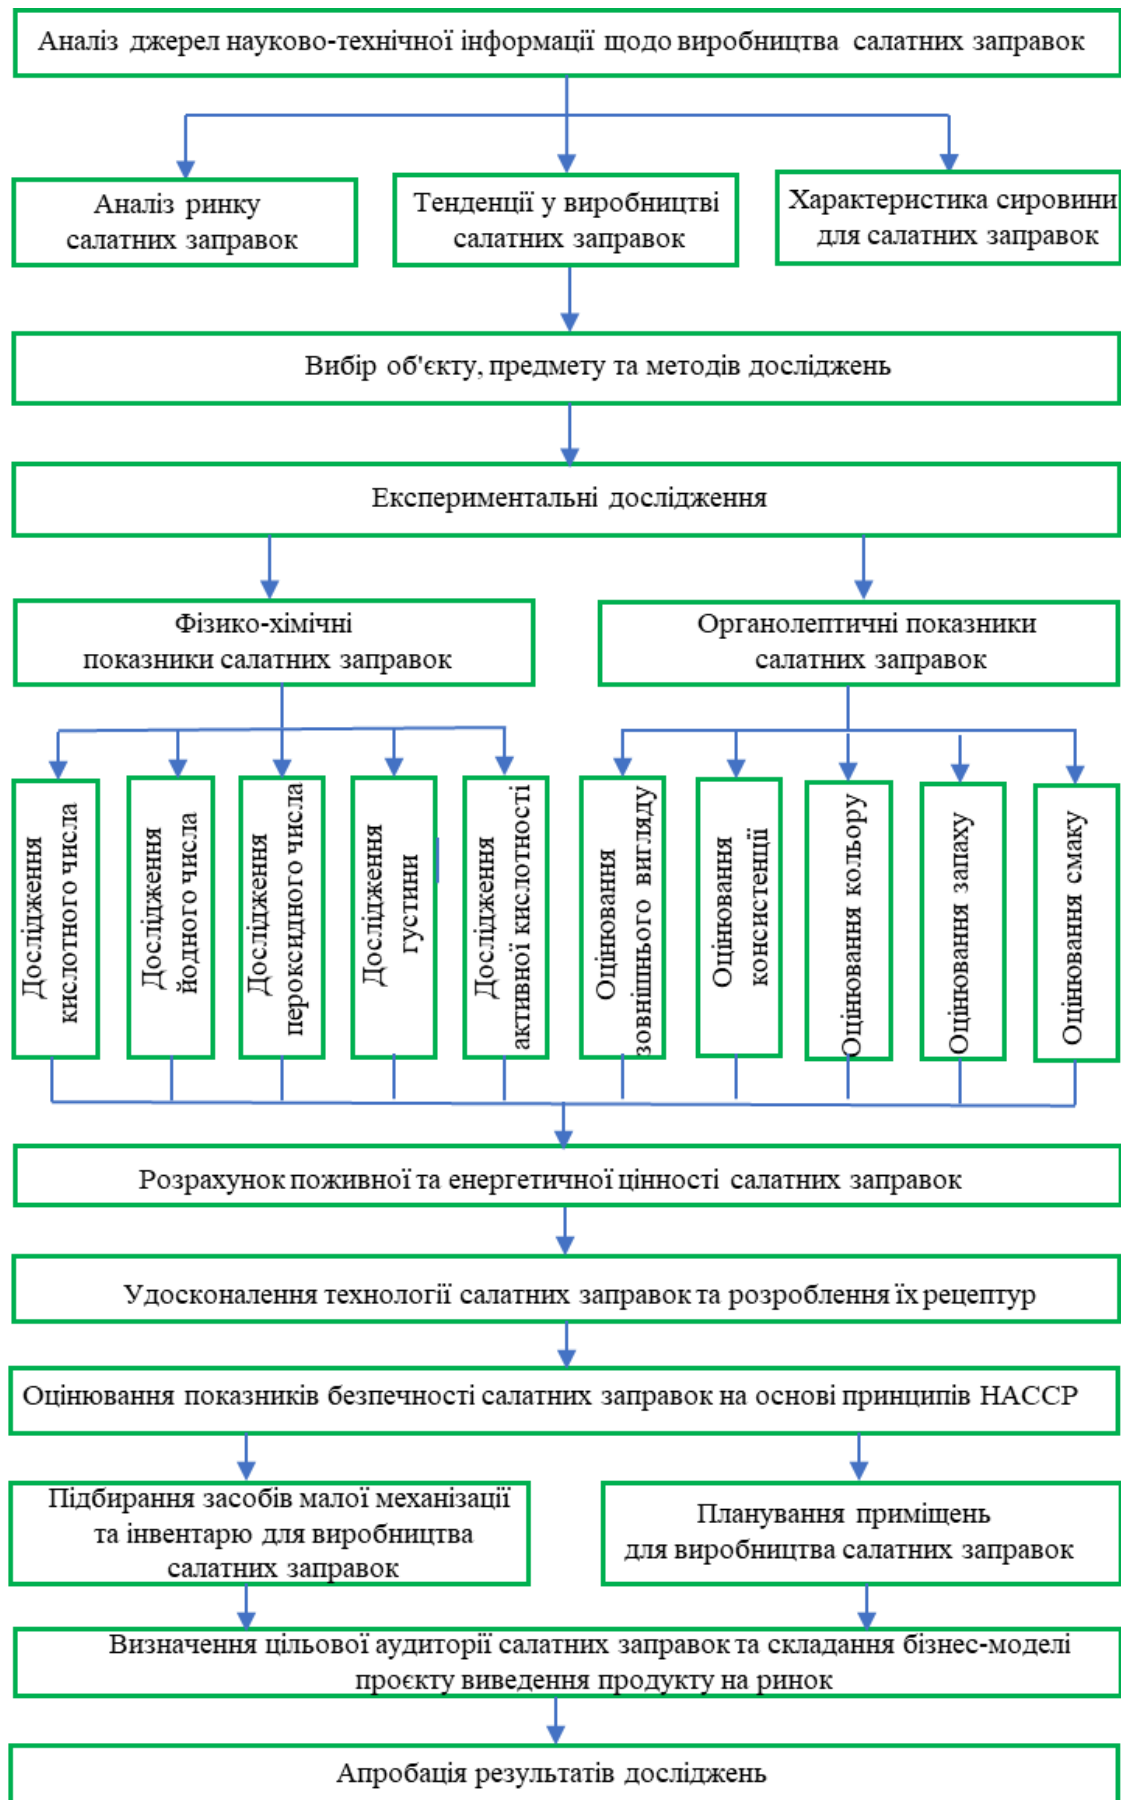 Аналіз джерел науково-технічної інформації щодо виробництва салатних заправок
Аналіз ринку
салатних заправок
Тенденції у виробництві
салатних заправок
Характеристика сировини
для салатних заправок
Вибір об'єкту, предмету та методів досліджень
Експериментальні дослідження
Фізико-хімічні
показники салатних заправок
Органолептичні показники
салатних заправок
Дослідження
кислотного числа
Дослідження
йодного числа
Дослідження
пероксидного числа
Дослідження
густини
Дослідження
активної кислотності
Оцінювання
зовнішнього вигляду
Оцінювання
консистенції
Оцінювання кольору
Оцінювання запаху
Оцінювання смаку
Розрахунок поживної та енергетичної цінності салатних заправок
Удосконалення технології салатних заправок та розроблення їх рецептур
Оцінювання показників безпечності салатних заправок на основі принципів НАССР
Підбирання засобів малої механізації
та інвентарю для виробництва
салатних заправок
Планування приміщень
для виробництва салатних заправок
Визначення цільової аудиторії салатних заправок та складання бізнес-моделі
проєкту виведення продукту на ринок
Апробація результатів досліджень